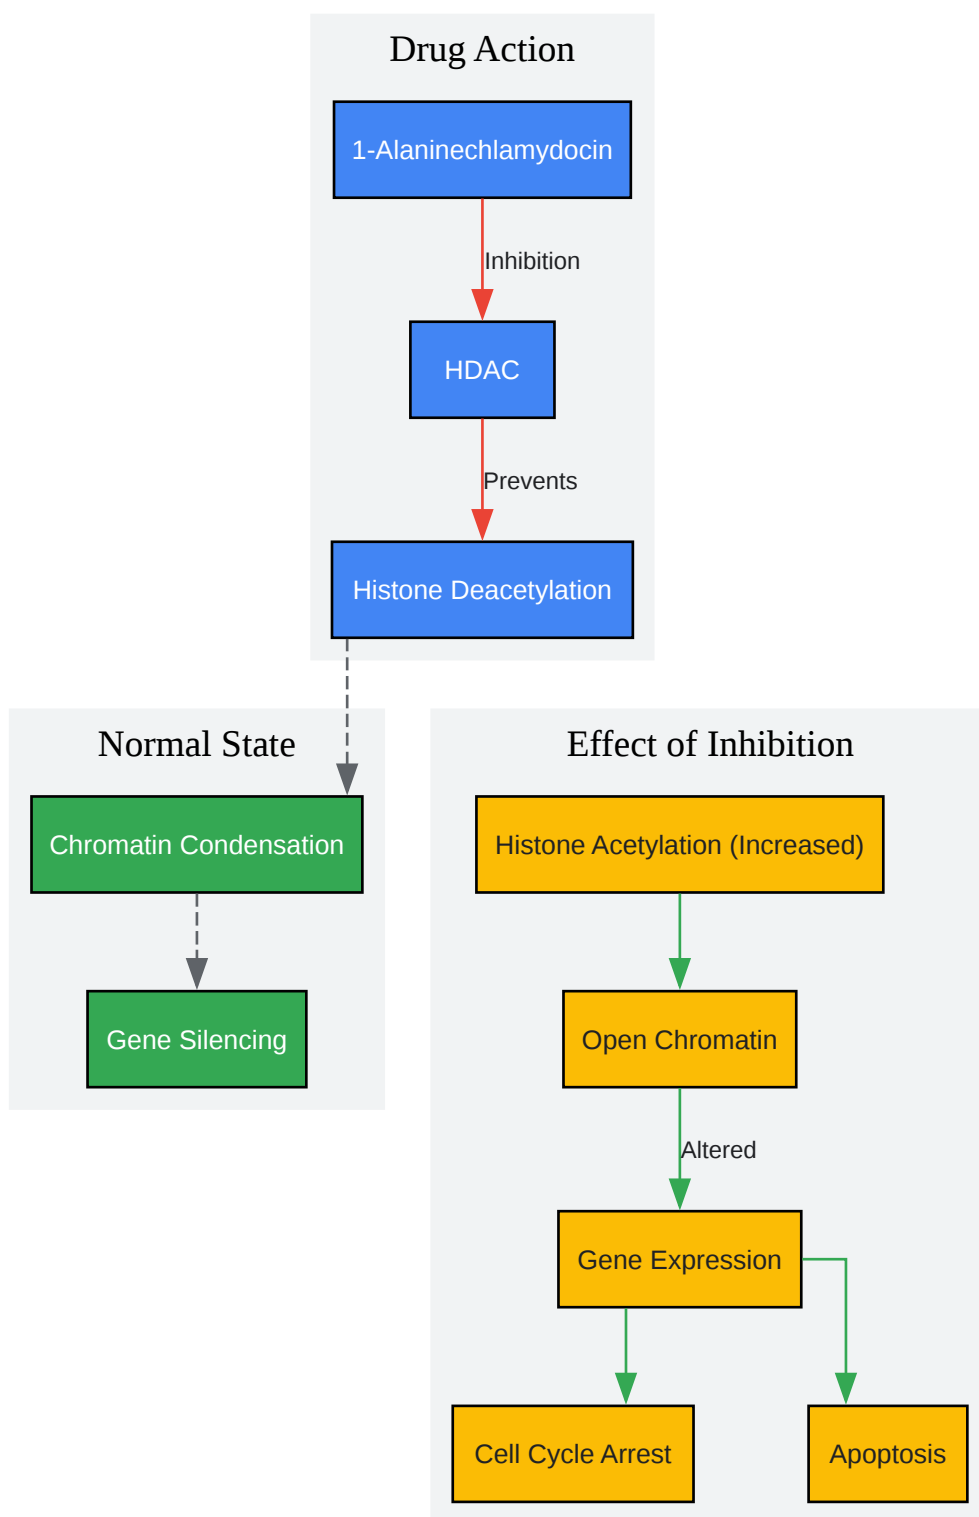 Drug Action
1-Alaninechlamydocin
Inhibition
HDAC
Prevents
Histone Deacetylation
Normal State
Chromatin Condensation
Gene Silencing
Effect of Inhibition
Histone Acetylation (Increased)
Open Chromatin
Altered
Gene Expression
Cell Cycle Arrest
Apoptosis